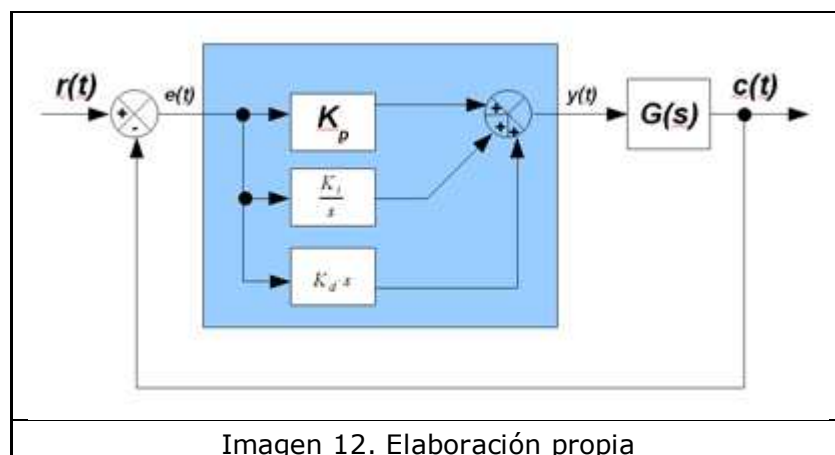 r(t)
+
-
e(t)
K_p
K_i
s
K_d·s
+
+
+
y(t)
G(s)
c(t)
Imagen 12. Elaboración propia